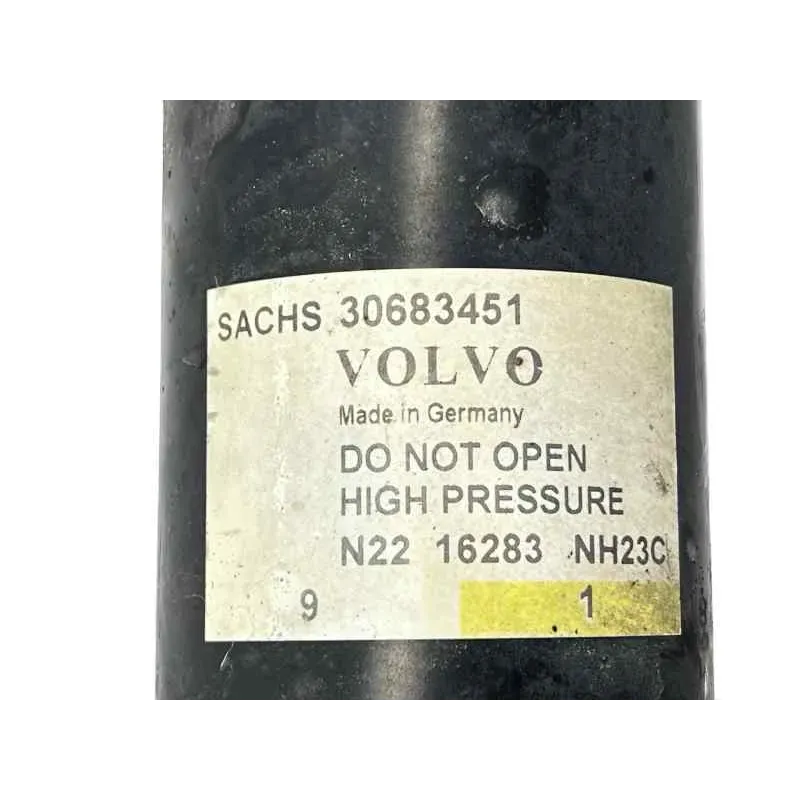 SACHS 30683451
VOLVO
Made in Germany
DO NOT OPEN
HIGH PRESSURE
N22 16283 NH23C
9 1